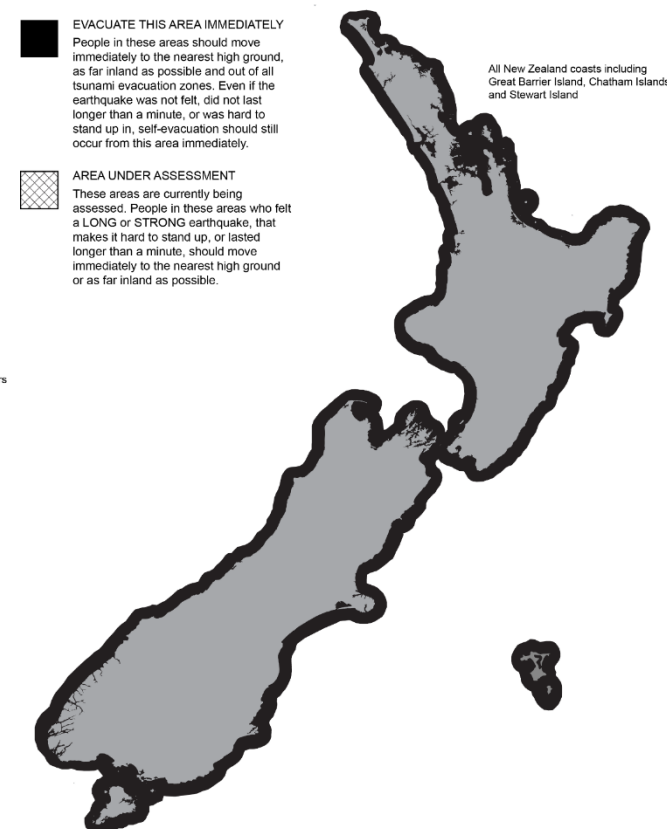 EVACUATE THIS AREA IMMEDIATELY
People in these areas should move
immediately to the nearest high ground,
as far inland as possible and out of all
tsunami evacuation zones. Even if the
earthquake was not felt, did not last
longer than a minute, or was hard to
stand up in, self-evacuation should still
occur from this area immediately.
AREA UNDER ASSESSMENT
These areas are currently being
assessed. People in these areas who felt
a LONG or STRONG earthquake, that
makes it hard to stand up, or lasted
longer than a minute, should move
immediately to the nearest high ground
or as far inland as possible.
All New Zealand coasts including
Great Barrier Island, Chatham Islands
and Stewart Island
rs